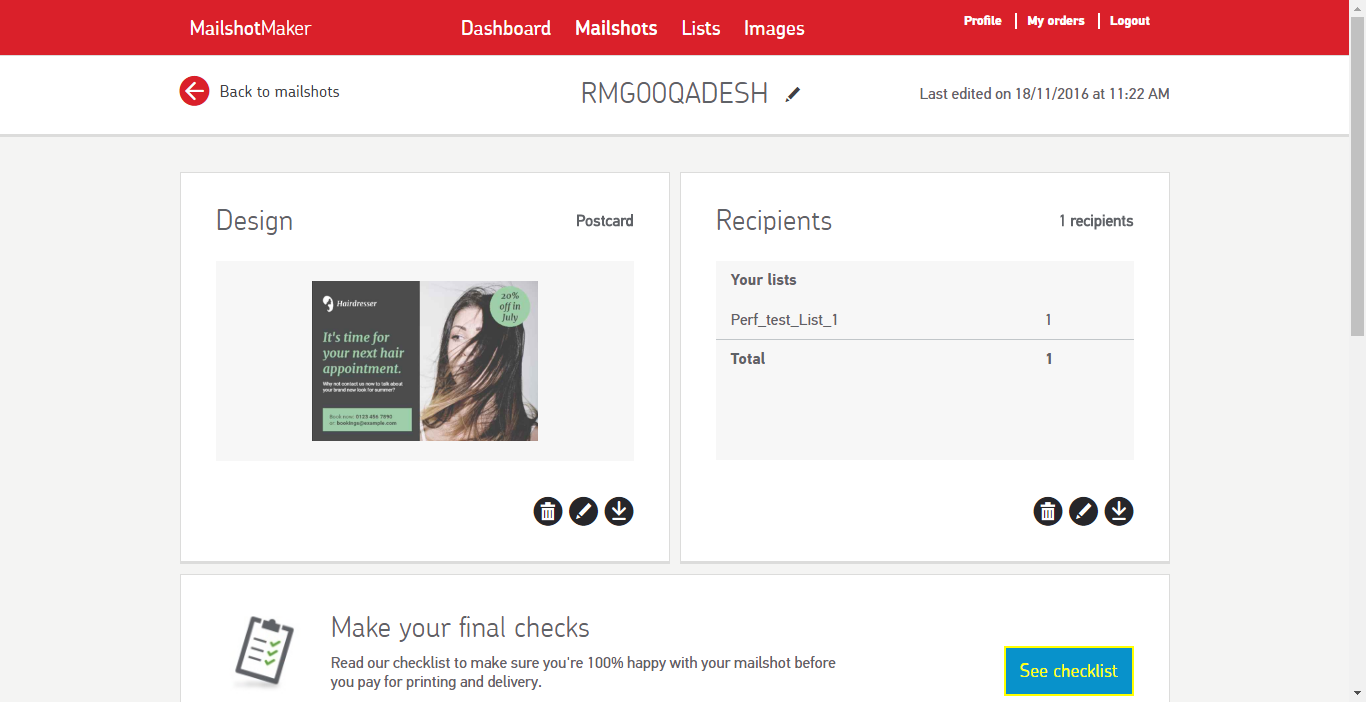 MailshotMaker
Dashboard Mailshots Lists Images
Profile My orders Logout
Back to mailshots
RMG00QADESH
Last edited on 18/11/2016 at 11:22 AM
Design
Postcard
Hairdresser
20%
off in
July
It's time for
your next hair
appointment.
Why not contact us now to talk about
your brand new look for summer?
Book now: 0123 456 7890
or: bookings@example.com
Recipients
1 recipients
Your lists
Perf_test_List_1 1
Total 1
Make your final checks
Read our checklist to make sure you're 100% happy with your mailshot before
you pay for printing and delivery.
See checklist